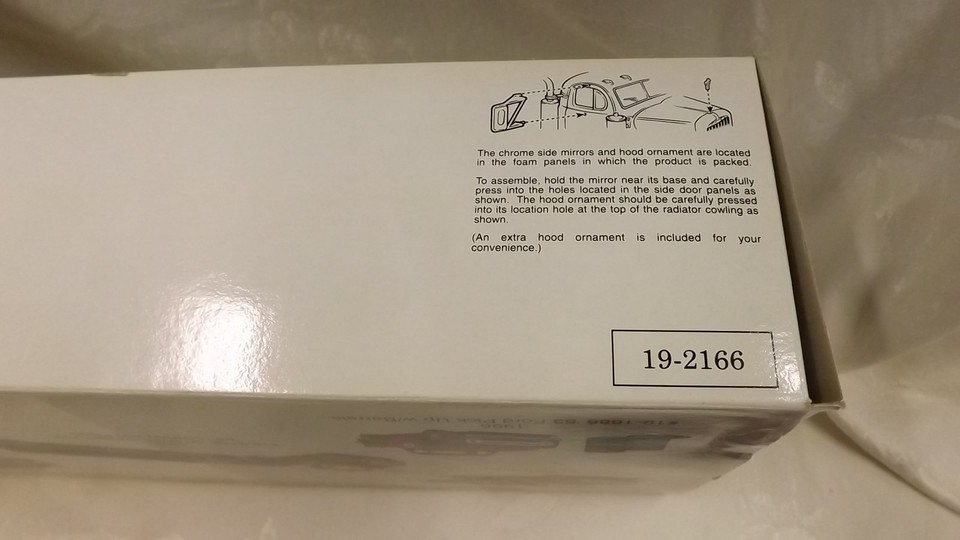 The chrome side mirrors and hood ornament are located
in the foam panels in which the product is packed.
To assemble, hold the mirror near its base and carefully
press into the holes located in the side door panels as
shown. The hood ornament should be carefully pressed
into its location hole at the top of the radiator cowling as
shown.
(An extra hood ornament is included for your
convenience.)
19-2166